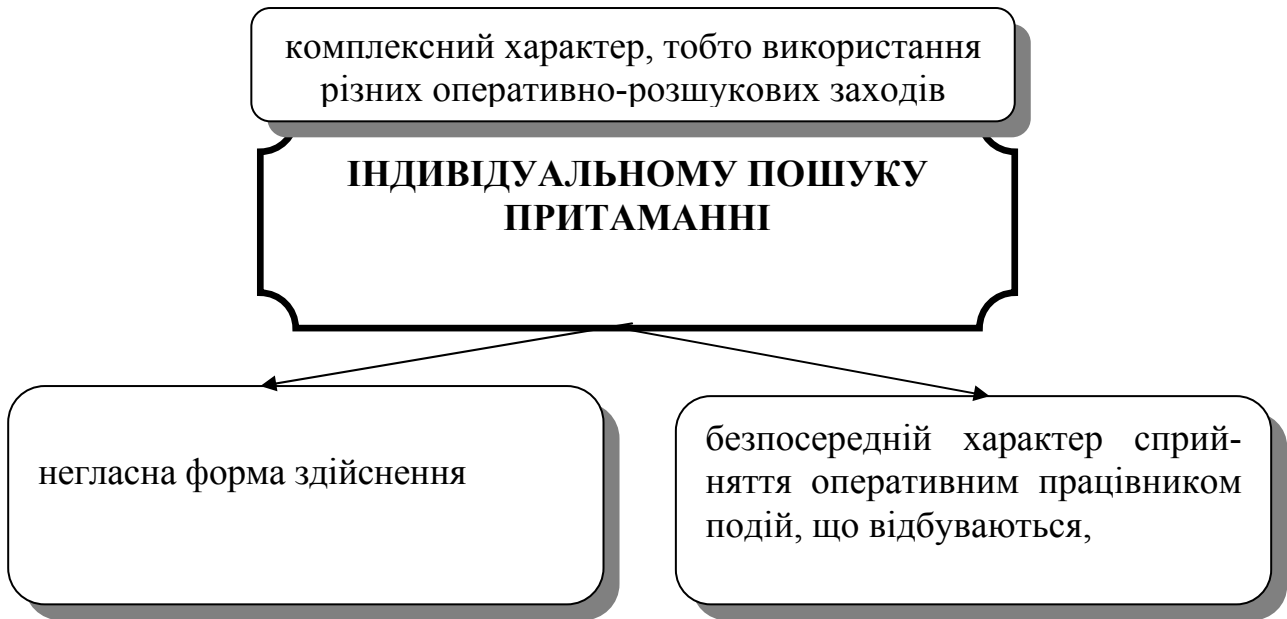 комплексний характер, тобто використання
різних оперативно-розшукових заходів
ІНДИВІДУАЛЬНОМУ ПОШУКУ
ПРИТАМАННІ
негласна форма здійснення
безпосередній характер сприй-
няття оперативним працівником
подій, що відбуваються,